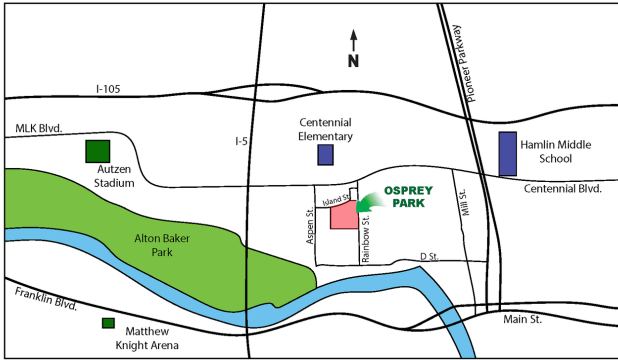 N
Pioneer Parkway
I-105
MLK Blvd.
I-5
Centennial
Elementary
Hamlin Middle
School
Autzen
Stadium
Centennial Blvd.
Island St.
OSPREY
PARK
Mill St.
Aspen St.
Rainbow St.
Alton Baker
Park
D St.
Franklin Blvd.
Main St.
Matthew
Knight Arena